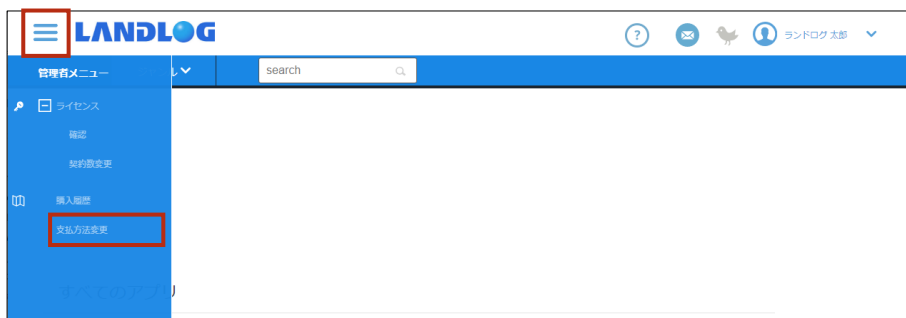 LANDLOG
? ランドログ 太郎
管理者メニュー ル search
ライセンス
確認
契約数変更
購入履歴
支払方法変更
すべてのアプリ